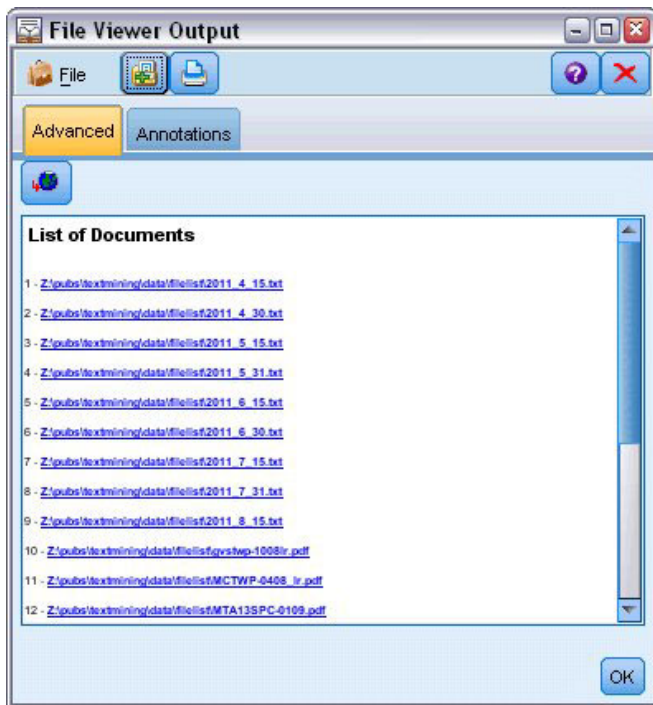 File Viewer Output
File
Advanced Annotations
List of Documents
1 - Z:\pubs\textmining\data\filelist\2011_4_15.txt
2 - Z:\pubs\textmining\data\filelist\2011_4_30.txt
3 - Z:\pubs\textmining\data\filelist\2011_5_15.txt
4 - Z:\pubs\textmining\data\filelist\2011_5_31.txt
5 - Z:\pubs\textmining\data\filelist\2011_6_15.txt
6 - Z:\pubs\textmining\data\filelist\2011_6_30.txt
7 - Z:\pubs\textmining\data\filelist\2011_7_15.txt
8 - Z:\pubs\textmining\data\filelist\2011_7_31.txt
9 - Z:\pubs\textmining\data\filelist\2011_8_15.txt
10 - Z:\pubs\textmining\data\filelist\gvstwp-1008lr.pdf
11 - Z:\pubs\textmining\data\filelist\MCTWP-0408_lr.pdf
12 - Z:\pubs\textmining\data\filelist\MTA13SPC-0109.pdf
OK